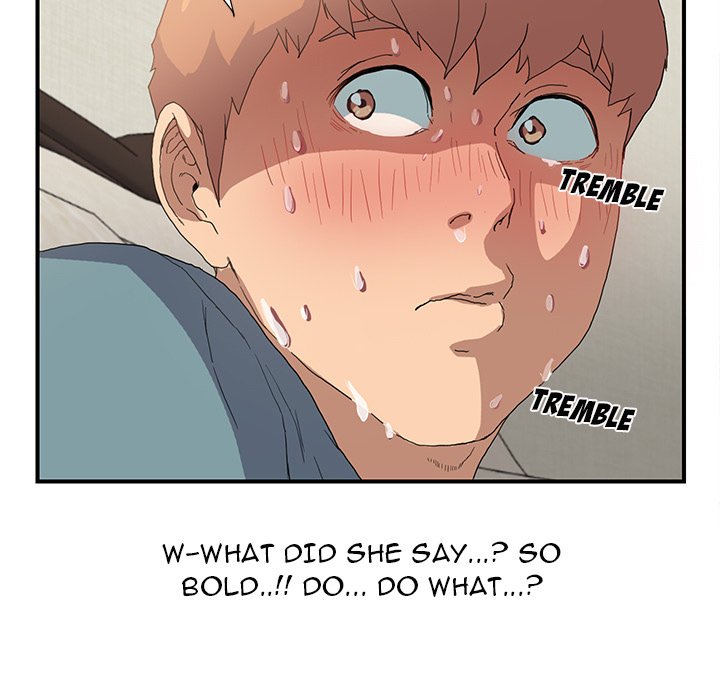 TREMBLE
TREMBLE
W-WHAT DID SHE SAY...? SO
BOLD..!! DO... DO WHAT...?